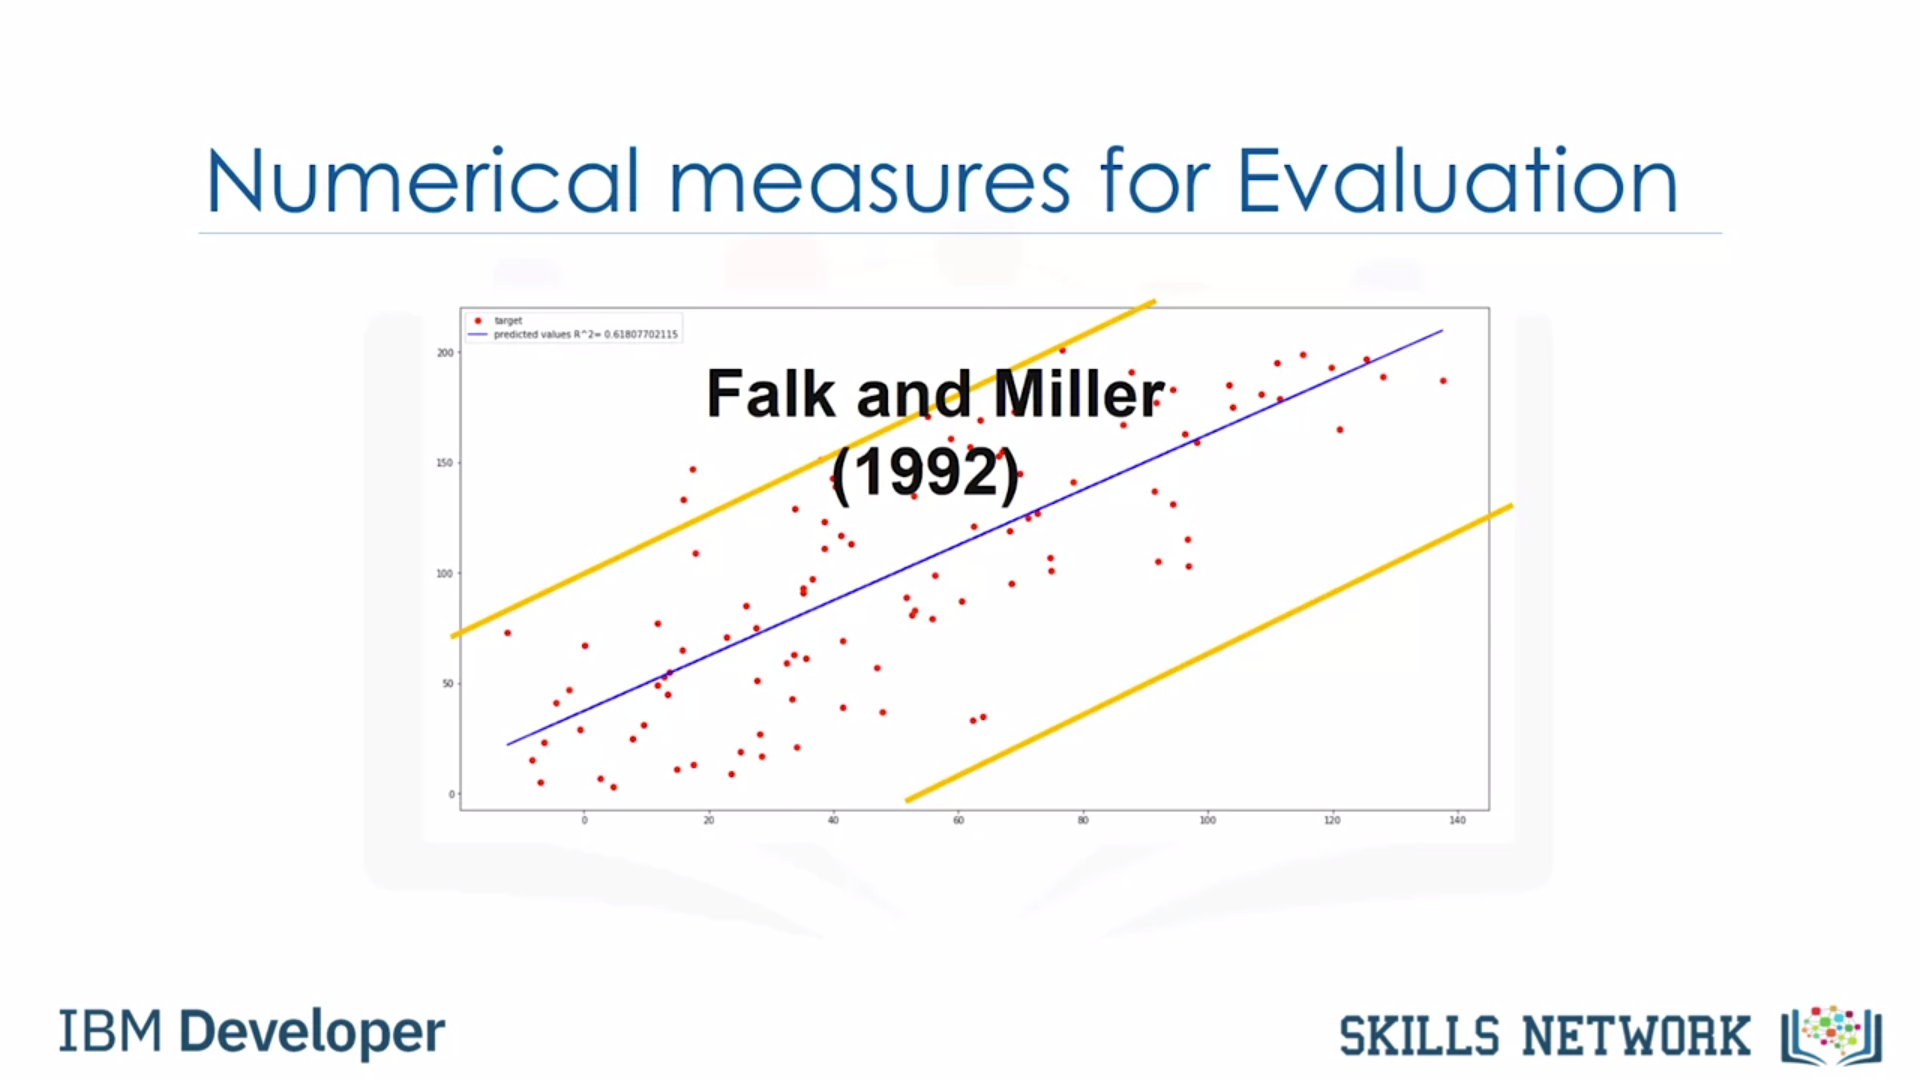 Numerical measures for Evaluation
target
predicted values R^2= 0.61807702115
Falk and Miller
(1992)
200
150
100
50
0
0 20 40 60 80 100 120 140
IBM Developer
SKILLS NETWORK